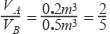 V_A/V_B = 0.2m³/0.5m³ = 2/5